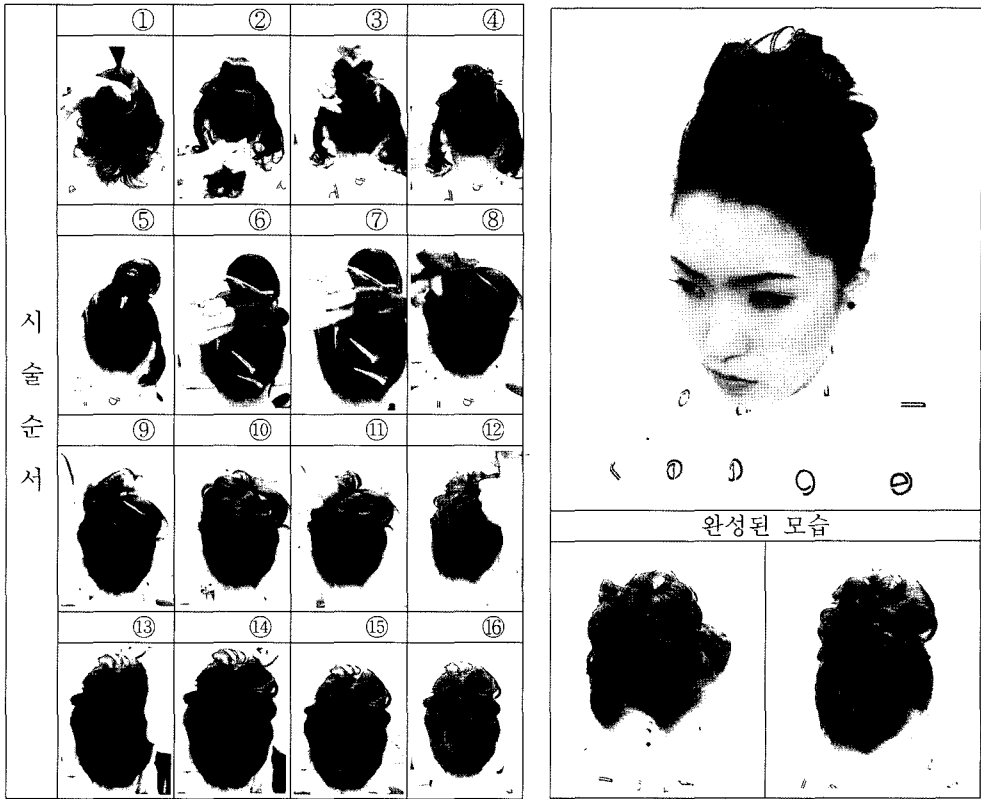 시술순서
① ② ③ ④
⑤ ⑥ ⑦ ⑧
⑨ ⑩ ⑪ ⑫
⑬ ⑭ ⑮ ⑯
완성된 모습